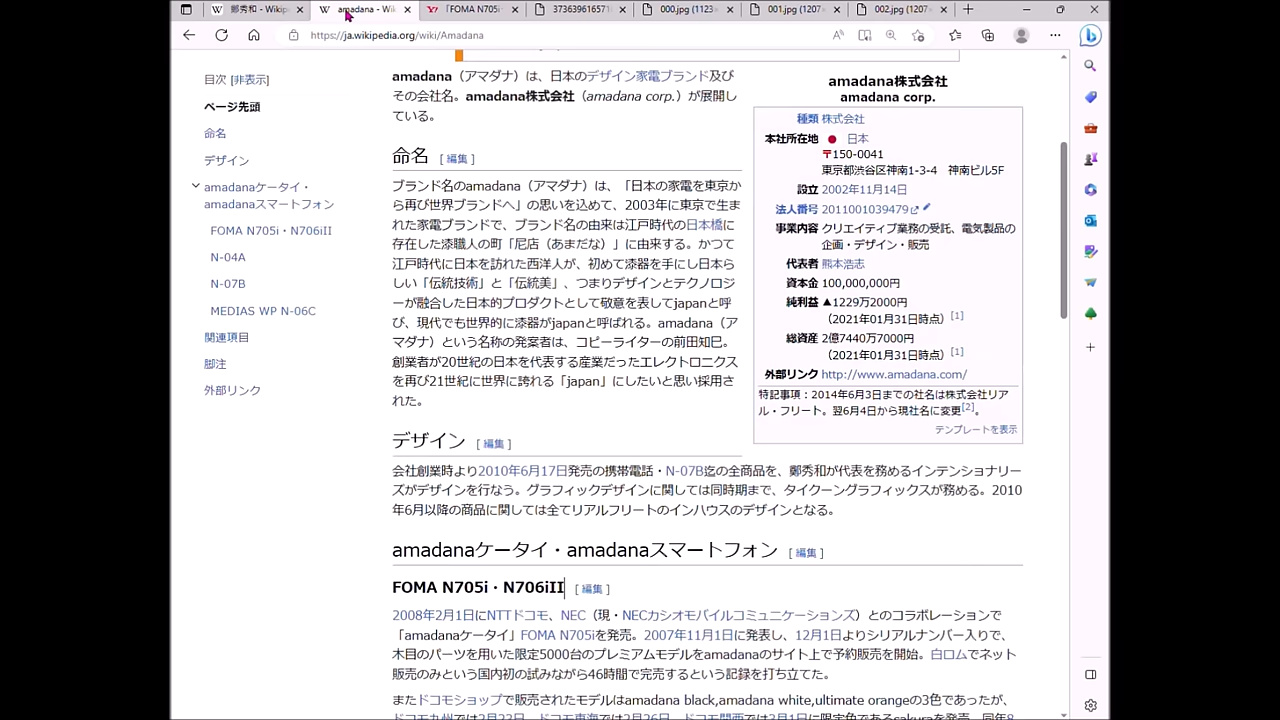 鄭秀和 - Wikip
amadana - Wik
「FOMA N705i
3736396165716
000.jpg (1123×
001.jpg (1207×
002.jpg (1207×
https://ja.wikipedia.org/wiki/Amadana
目次 [非表示]
ページ先頭
命名
デザイン
amadanaケータイ・
amadanaスマートフォン
FOMA N705i・N706iII
N-04A
N-07B
MEDIAS WP N-06C
関連項目
脚注
外部リンク
amadana（アマダナ）は、日本のデザイン家電ブランド及び
その会社名。amadana株式会社（amadana corp.）が展開し
ている。
命名 [ 編集 ]
ブランド名のamadana（アマダナ）は、「日本の家電を東京か
ら再び世界ブランドへ」の思いを込めて、2003年に東京で生ま
れた家電ブランドで、ブランド名の由来は江戸時代の日本橋に
存在した漆職人の町「尼店（あまだな）」に由来する。かつて
江戸時代に日本を訪れた西洋人が、初めて漆器を手にし日本ら
しい「伝統技術」と「伝統美」、つまりデザインとテクノロジ
ーが融合した日本的プロダクトとして敬意を表してjapanと呼
び、現代でも世界的に漆器がjapanと呼ばれる。amadana（ア
マダナ）という名称の発案者は、コピーライターの前田知巳。
創業者が20世紀の日本を代表する産業だったエレクトロニクス
を再び21世紀に世界に誇れる「japan」にしたいと思い採用さ
れた。
amadana株式会社
amadana corp.
種類 株式会社
本社所在地 日本
〒150-0041
東京都渋谷区神南1-3-4　神南ビル5F
設立 2002年11月14日
法人番号 2011001039479
事業内容 クリエイティブ業務の受託、電気製品の
企画・デザイン・販売
代表者 熊本浩志
資本金 100,000,000円
純利益 ▲1229万2000円
（2021年01月31日時点）[1]
総資産 2億7440万7000円
（2021年01月31日時点）[1]
外部リンク http://www.amadana.com/
特記事項：2014年6月3日までの社名は株式会社リア
ル・フリート。翌6月4日から現社名に変更[2]。
テンプレートを表示
デザイン [ 編集 ]
会社創業時より2010年6月17日発売の携帯電話・N-07B迄の全商品を、鄭秀和が代表を務めるインテンショナリー
ズがデザインを行なう。グラフィックデザインに関しては同時期まで、タイクーングラフィックスが務める。2010
年6月以降の商品に関しては全てリアルフリートのインハウスのデザインとなる。
amadanaケータイ・amadanaスマートフォン [ 編集 ]
FOMA N705i・N706iII [ 編集 ]
2008年2月1日にNTTドコモ、NEC（現・NECカシオモバイルコミュニケーションズ）とのコラボレーションで
「amadanaケータイ」FOMA N705iを発売。2007年11月1日に発表し、12月1日よりシリアルナンバー入りで、
木目のパーツを用いた限定5000台のプレミアムモデルをamadanaのサイト上で予約販売を開始。白ロムでネット
販売のみという国内初の試みながら46時間で完売するという記録を打ち立てた。
またドコモショップで販売されたモデルはamadana black,amadana white,ultimate orangeの3色であったが、
ドコモ九州では2月22日、ドコモ東海では2月26日、ドコモ関西では3月1日に限定色であるsakuraを発売。同年8